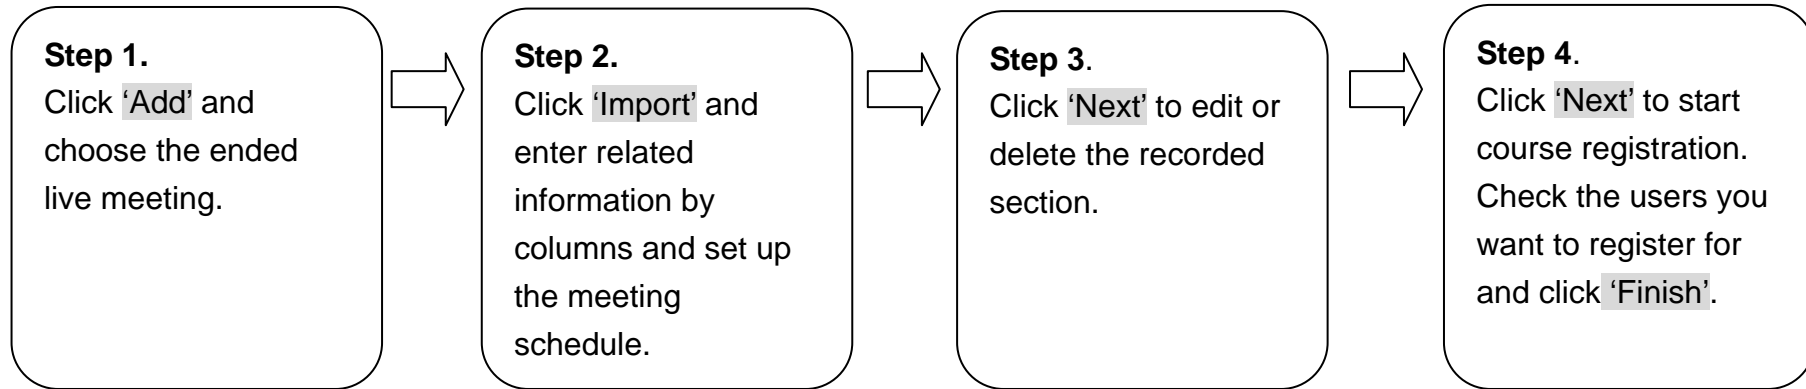 Step 1.
Click ‘Add’ and
choose the ended
live meeting.
Step 2.
Click ‘Import’ and
enter related
information by
columns and set up
the meeting
schedule.
Step 3.
Click ‘Next’ to edit or
delete the recorded
section.
Step 4.
Click ‘Next’ to start
course registration.
Check the users you
want to register for
and click ‘Finish’.